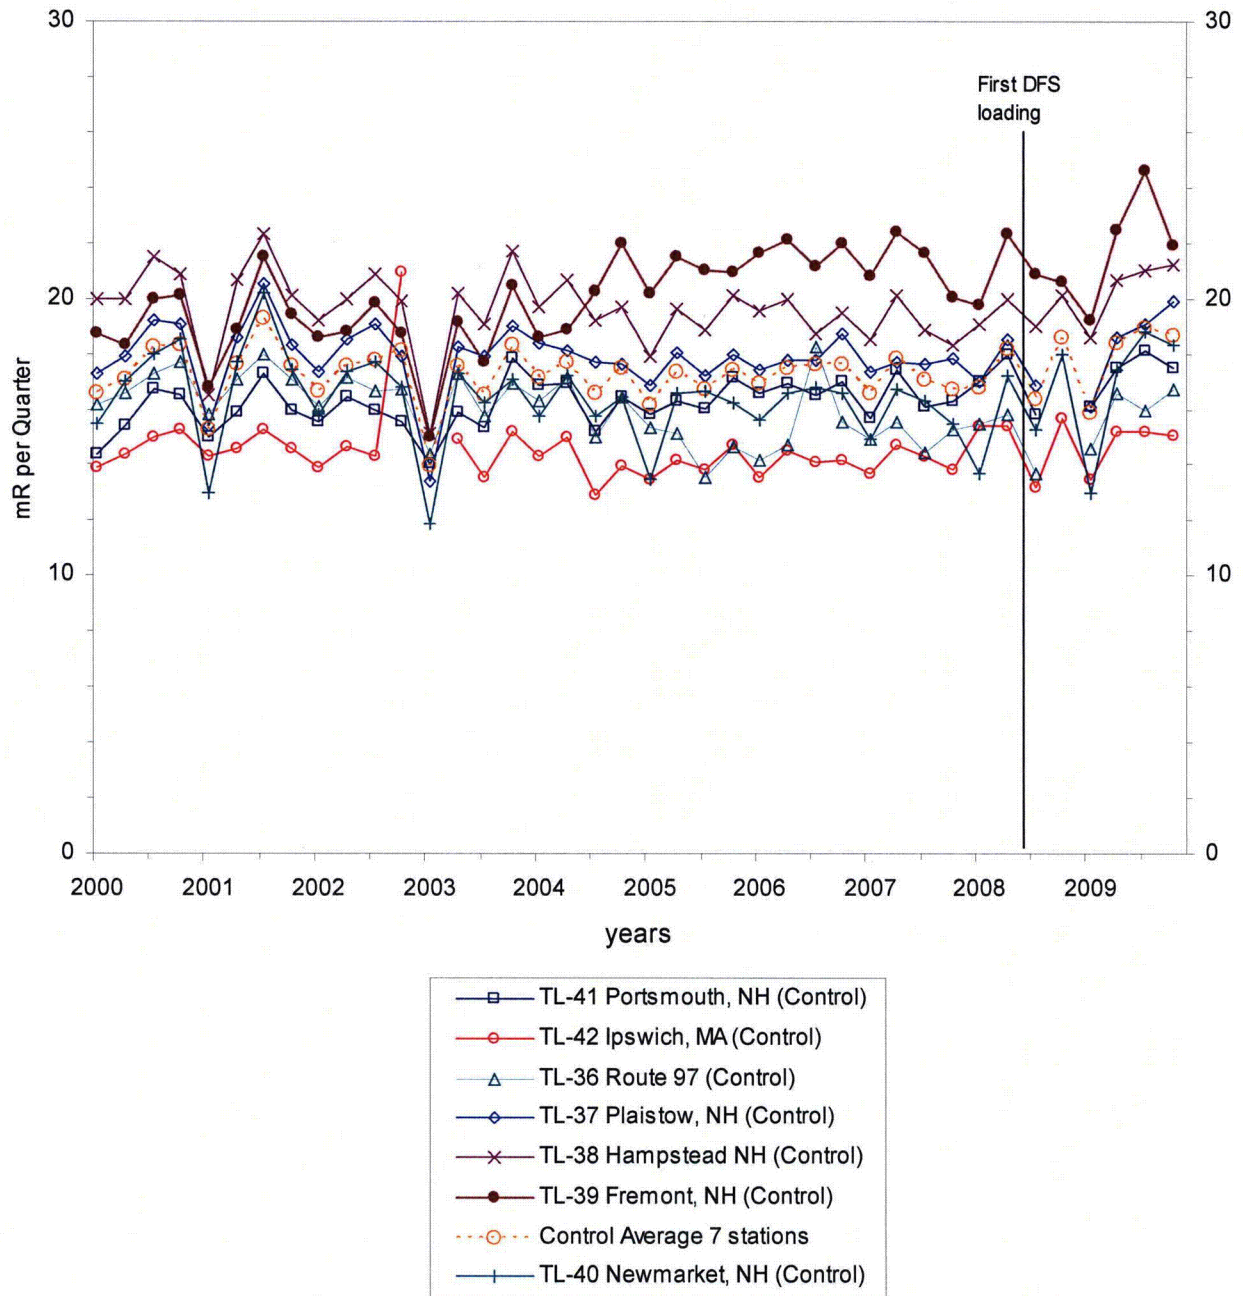 30
30
First DFS
loading
20
20
mR per Quarter
10
10
0
0
2000 2001 2002 2003 2004 2005 2006 2007 2008 2009
years
TL-41 Portsmouth, NH (Control)
TL-42 Ipswich, MA (Control)
TL-36 Route 97 (Control)
TL-37 Plaistow, NH (Control)
TL-38 Hampstead NH (Control)
TL-39 Fremont, NH (Control)
Control Average 7 stations
TL-40 Newmarket, NH (Control)